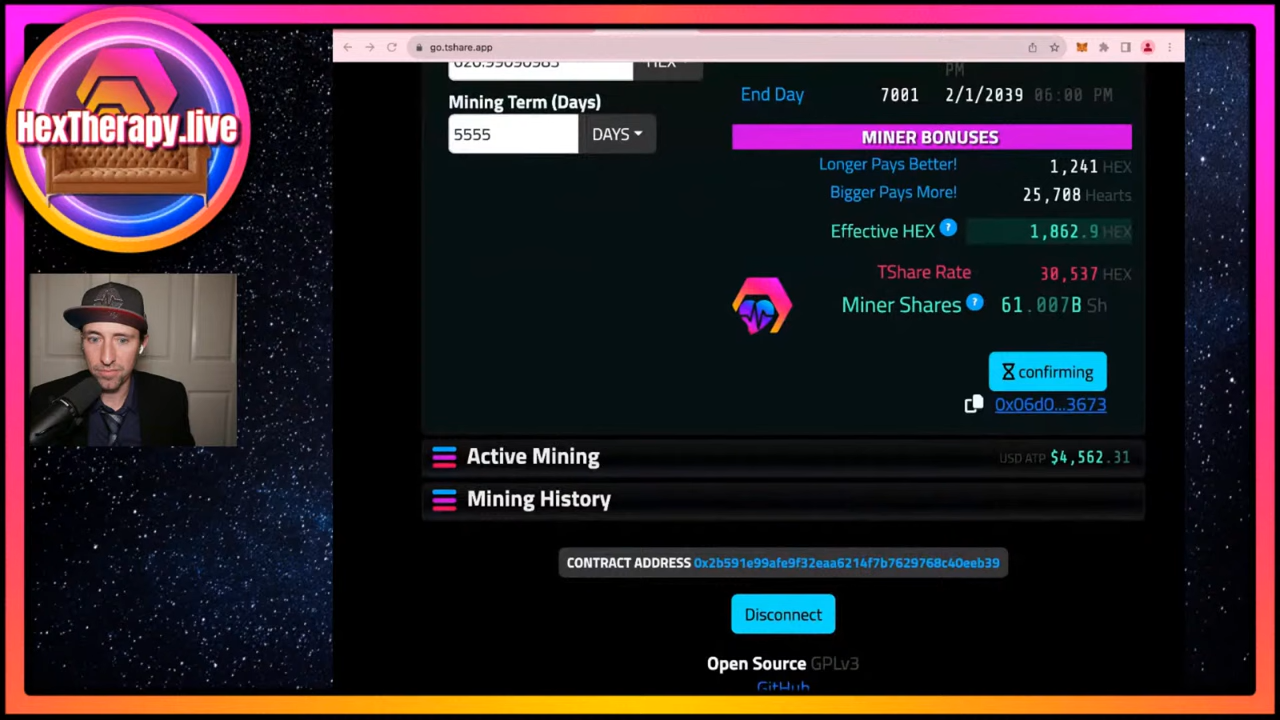 HexTherapy.live
go.tshare.app
HEX
PM
Mining Term (Days)
End Day 7001 2/1/2039 06:00 PM
5555 DAYS
MINER BONUSES
Longer Pays Better! 1,241 HEX
Bigger Pays More! 25,708 Hearts
Effective HEX ? 1,862.9 HEX
TShare Rate 30,537 HEX
Miner Shares ? 61.007B Sh
confirming
0x06d0...3673
Active Mining USD ATP $4,562.31
Mining History
CONTRACT ADDRESS 0x2b591e99afe9f32eaa6214f7b7629768c40eeb39
Disconnect
Open Source GPLv3
GitHub